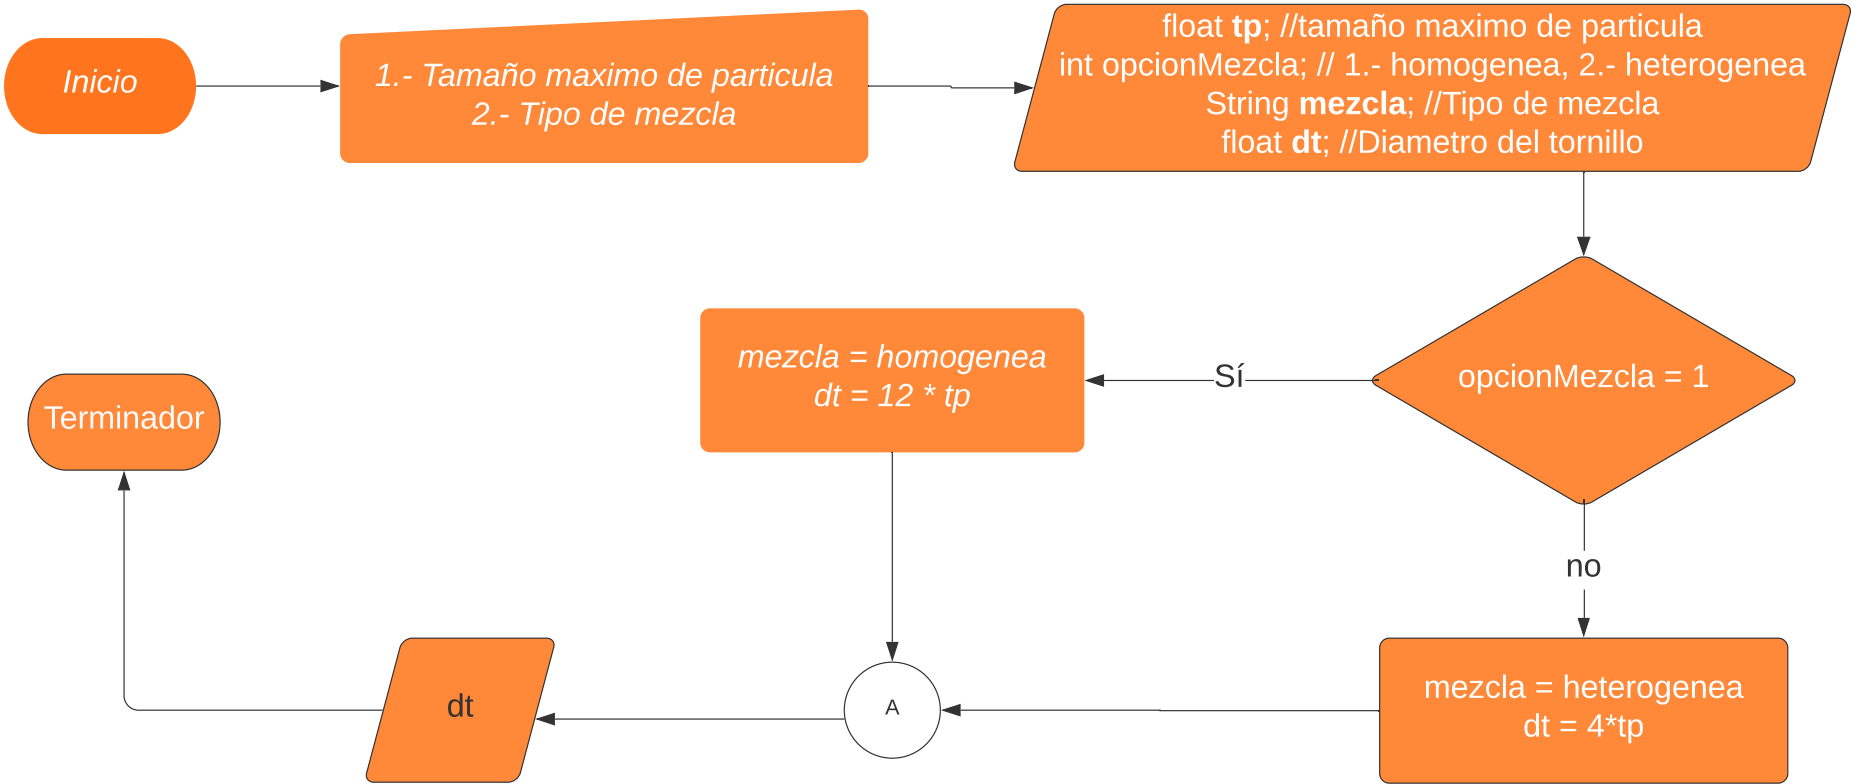 Inicio
1.- Tamaño maximo de particula
2.- Tipo de mezcla
float tp; //tamaño maximo de particula
int opcionMezcla; // 1.- homogenea, 2.- heterogenea
String mezcla; //Tipo de mezcla
float dt; //Diametro del tornillo
opcionMezcla = 1
Sí
mezcla = homogenea
dt = 12 * tp
no
mezcla = heterogenea
dt = 4*tp
A
dt
Terminador